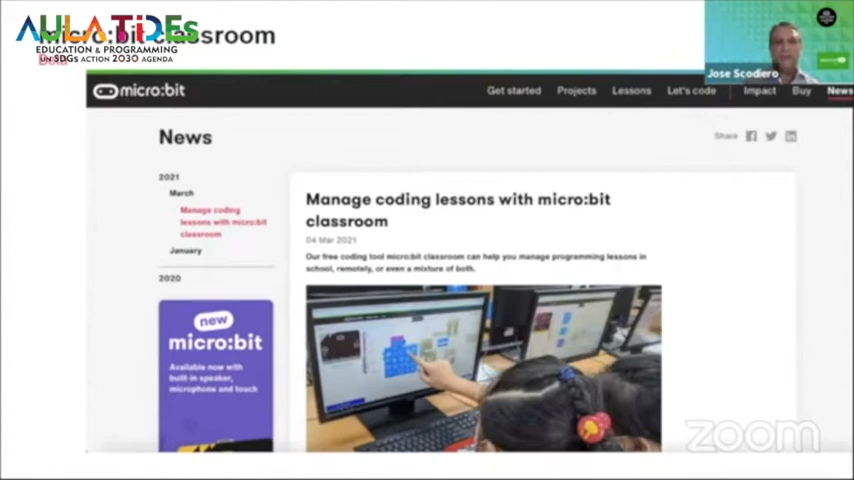 micro:bit classroom
AULATIDES
EDUCATION & PROGRAMMING
UN SDGs ACTION 2030 AGENDA
Beta
Jose Scodiero
micro:bit
Get started
Projects
Lessons
Let's code
Impact
Buy
News
News
Share
2021
March
Manage coding
lessons with micro:bit
classroom
January
2020
new
micro:bit
Available now with
built-in speaker,
microphone and touch
Manage coding lessons with micro:bit
classroom
04 Mar 2021
Our free coding tool micro:bit classroom can help you manage programming lessons in
school, remotely, or even a mixture of both.
zoom